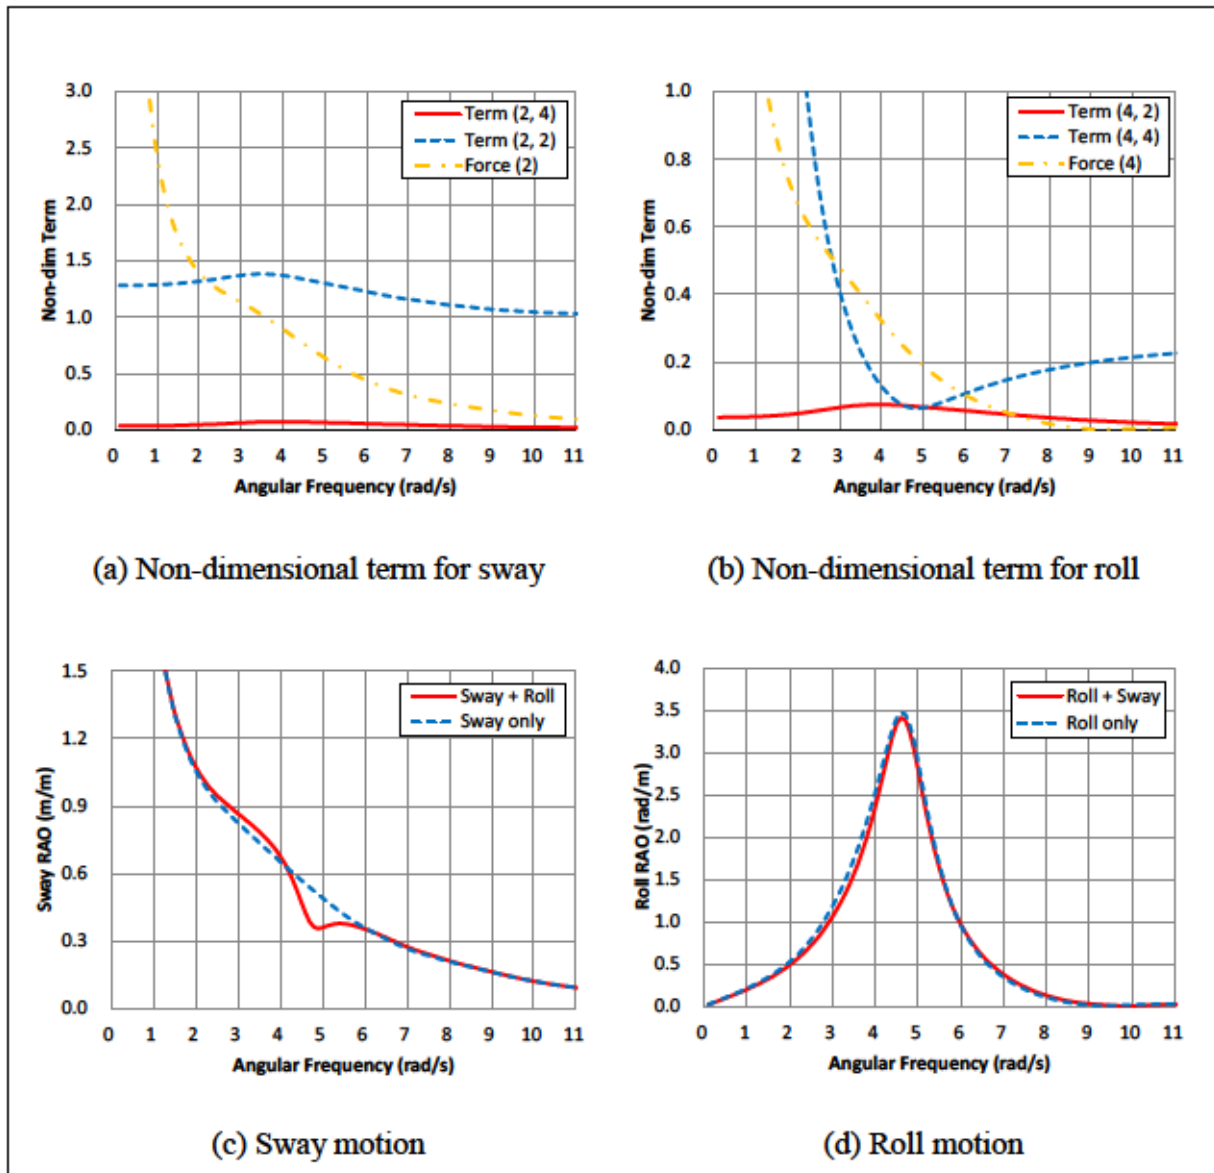 3.0
2.5
2.0
1.5
1.0
0.5
0.0
Non-dim Term
Term (2, 4)
Term (2, 2)
Force (2)
0 1 2 3 4 5 6 7 8 9 10 11
Angular Frequency (rad/s)
(a) Non-dimensional term for sway
1.0
0.8
0.6
0.4
0.2
0.0
Non-dim Term
Term (4, 2)
Term (4, 4)
Force (4)
0 1 2 3 4 5 6 7 8 9 10 11
Angular Frequency (rad/s)
(b) Non-dimensional term for roll
1.5
1.2
0.9
0.6
0.3
0.0
Sway RAO (m/m)
Sway + Roll
Sway only
0 1 2 3 4 5 6 7 8 9 10 11
Angular Frequency (rad/s)
(c) Sway motion
4.0
3.5
3.0
2.5
2.0
1.5
1.0
0.5
0.0
Roll RAO (rad/m)
Roll + Sway
Roll only
0 1 2 3 4 5 6 7 8 9 10 11
Angular Frequency (rad/s)
(d) Roll motion